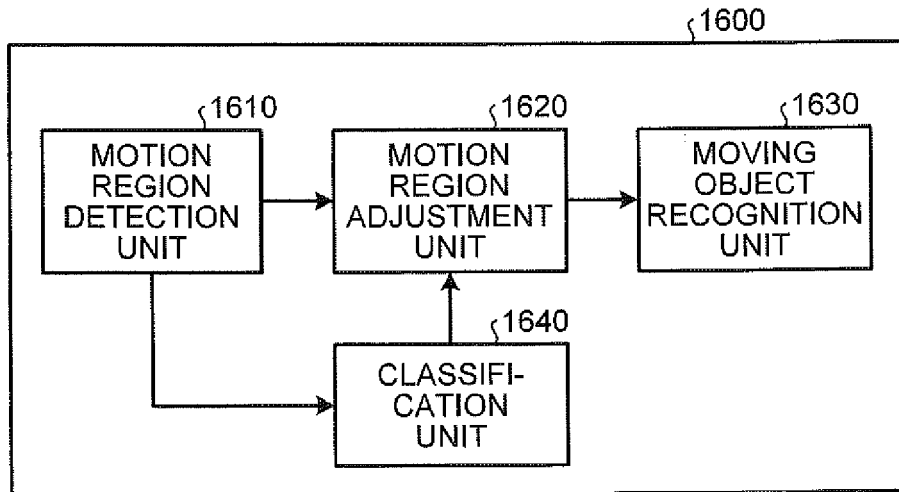 1600
1610
MOTION
REGION
DETECTION
UNIT
1620
MOTION
REGION
ADJUSTMENT
UNIT
1630
MOVING
OBJECT
RECOGNITION
UNIT
1640
CLASSIFI-
CATION
UNIT